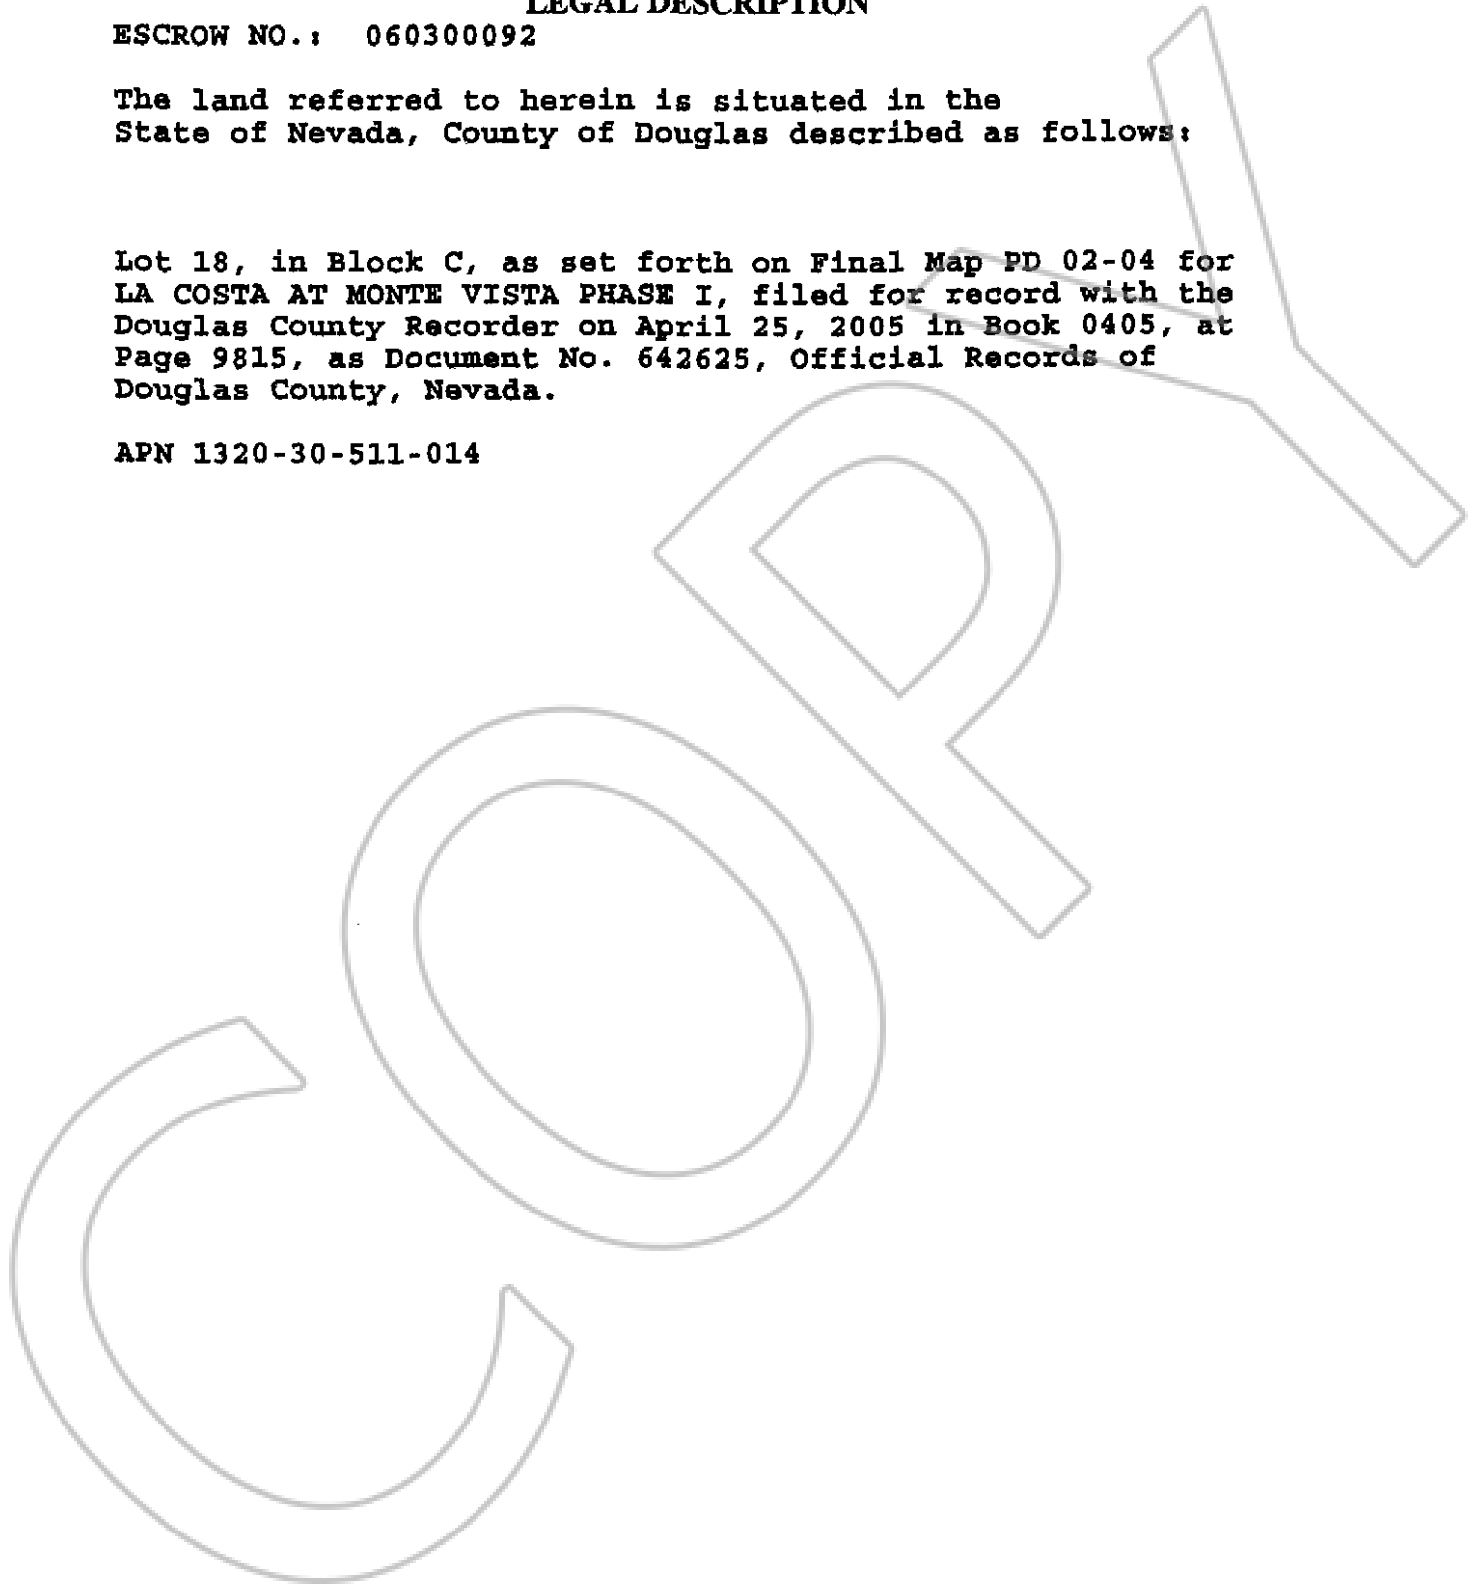 LEGAL DESCRIPTION
ESCROW NO.: 060300092
The land referred to herein is situated in the
State of Nevada, County of Douglas described as follows:
Lot 18, in Block C, as set forth on Final Map PD 02-04 for
LA COSTA AT MONTE VISTA PHASE I, filed for record with the
Douglas County Recorder on April 25, 2005 in Book 0405, at
Page 9815, as Document No. 642625, Official Records of
Douglas County, Nevada.
APN 1320-30-511-014
COPY